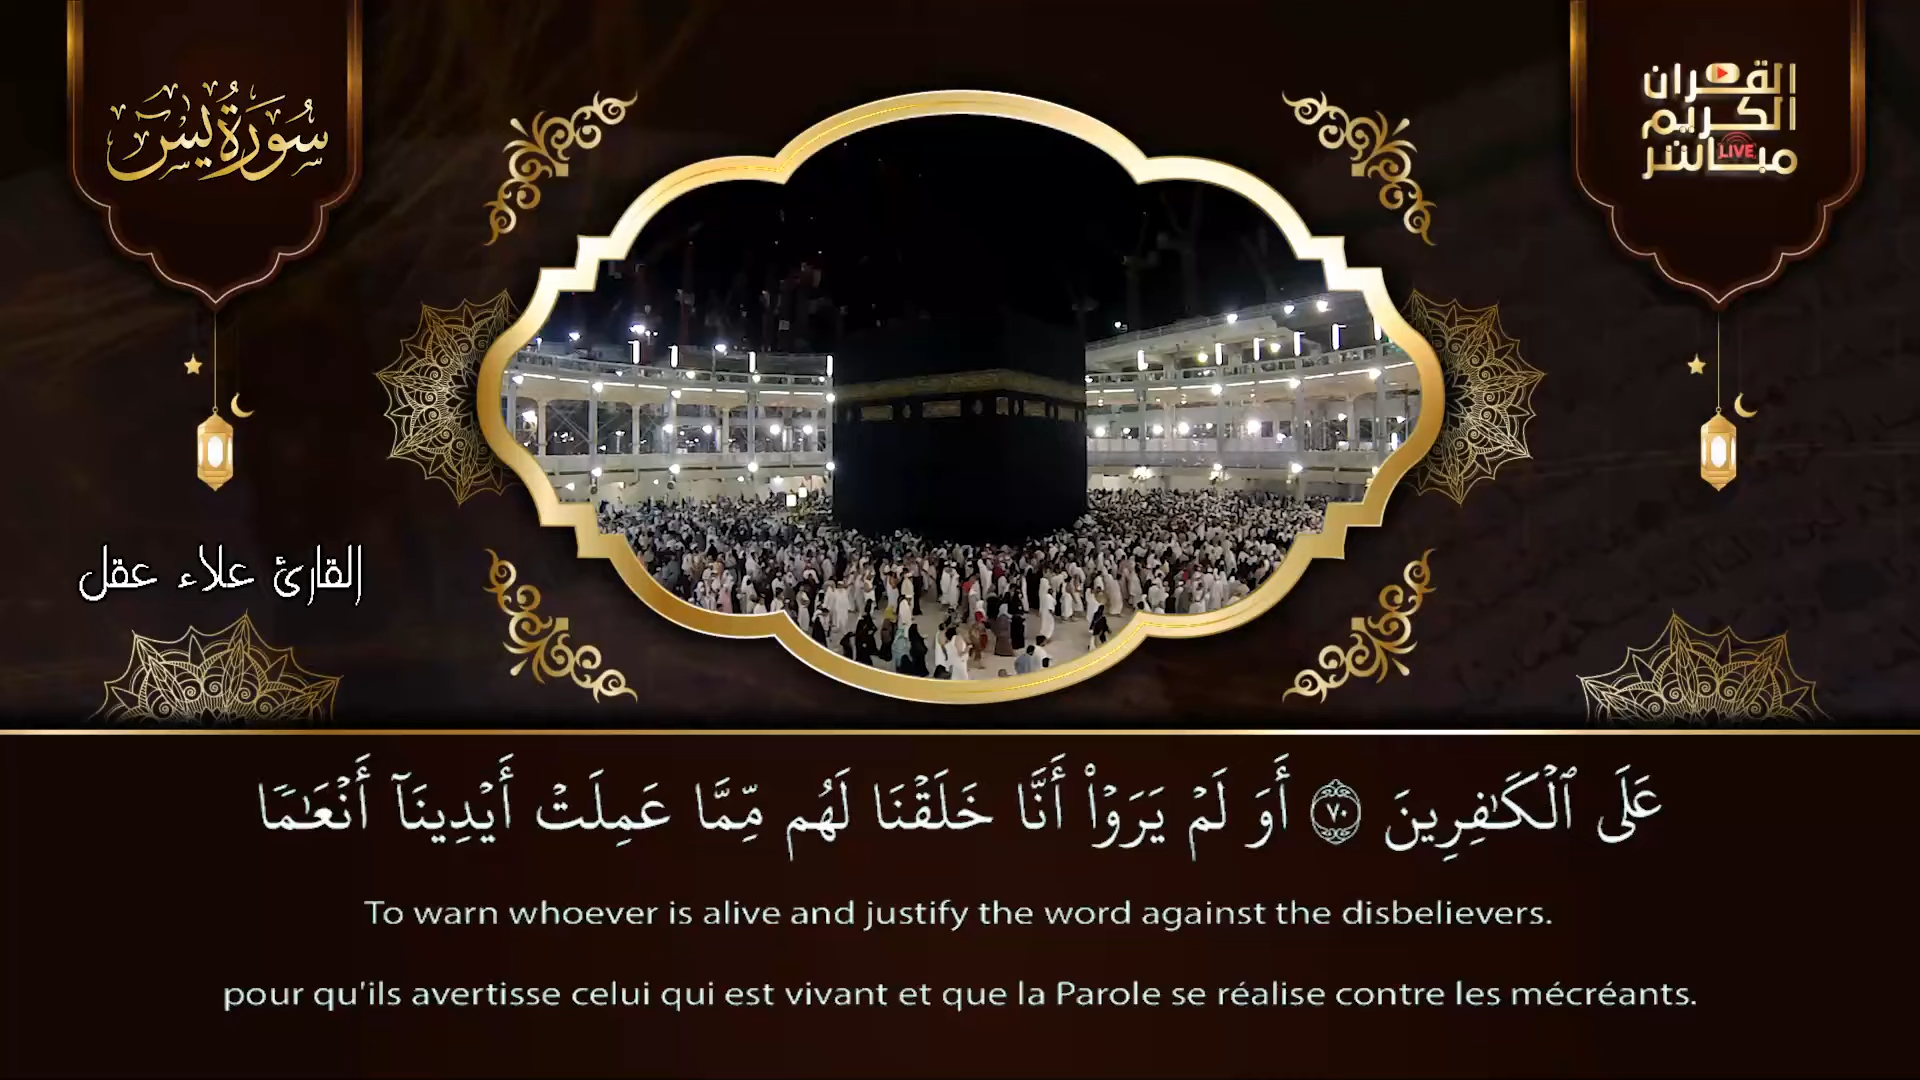 سُورَةُ يس
القرآن
الكريم
مباشر
LIVE
القارئ علاء عقل
عَلَى ٱلْكَـٰفِرِينَ ٧٠ أَوَ لَمْ يَرَوْا۟ أَنَّا خَلَقْنَا لَهُم مِّمَّا عَمِلَتْ أَيْدِينَآ أَنْعَـٰمًا
To warn whoever is alive and justify the word against the disbelievers.
pour qu'ils avertisse celui qui est vivant et que la Parole se réalise contre les mécréants.